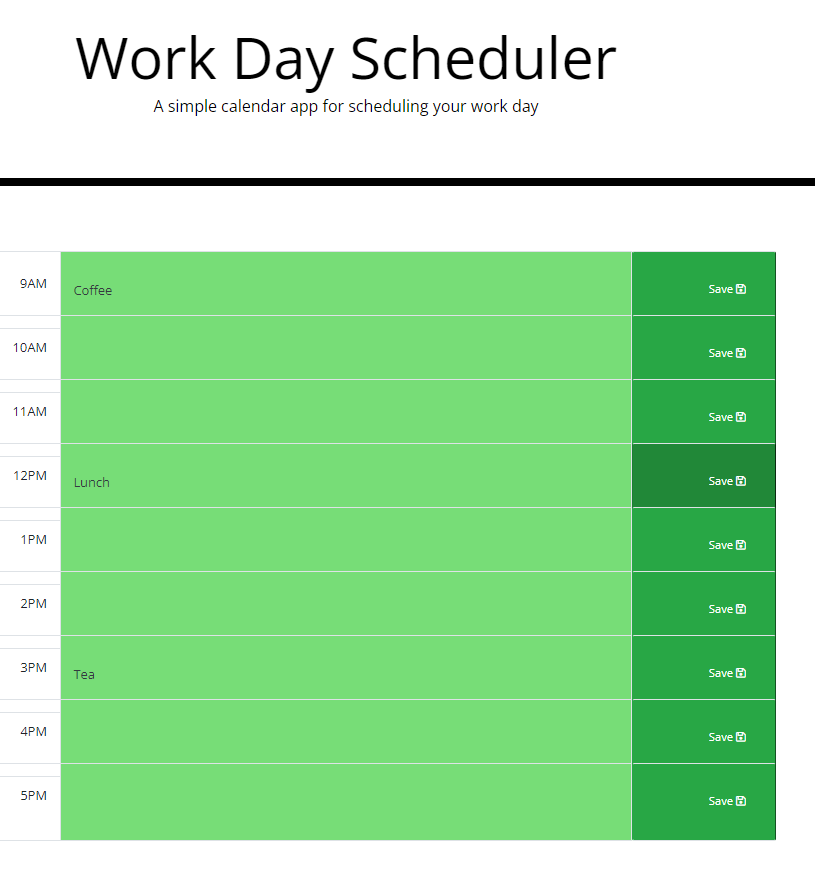 Work Day Scheduler
A simple calendar app for scheduling your work day
9AM Coffee Save
10AM Save
11AM Save
12PM Lunch Save
1PM Save
2PM Save
3PM Tea Save
4PM Save
5PM Save